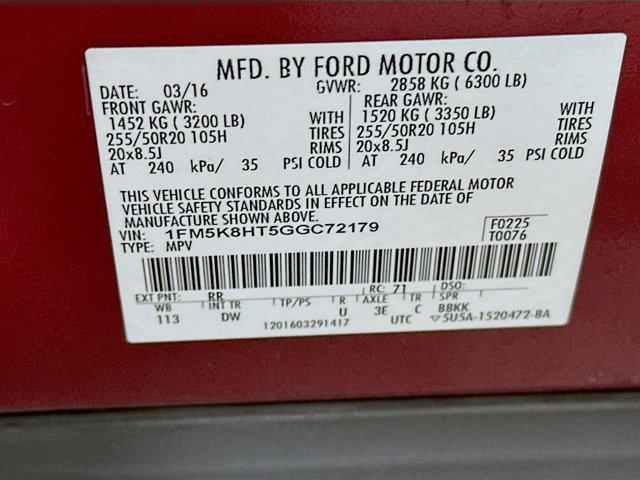 MFD. BY FORD MOTOR CO.
DATE: 03/16 GVWR: 2858 KG ( 6300 LB)
FRONT GAWR: REAR GAWR:
1452 KG ( 3200 LB) WITH 1520 KG ( 3350 LB) WITH
255/50R20 105H TIRES 255/50R20 105H TIRES
20x8.5J RIMS 20x8.5J RIMS
AT 240 kPa/ 35 PSI COLD AT 240 kPa/ 35 PSI COLD
THIS VEHICLE CONFORMS TO ALL APPLICABLE FEDERAL MOTOR
VEHICLE SAFETY STANDARDS IN EFFECT ON THE DATE OF
MANUFACTURE SHOWN ABOVE.
VIN: 1FM5K8HT5GGC72179 F0225
TYPE: MPV T0076
EXT PNT: RR RC: 71 DSO:
WB INT TR TP/PS R AXLE TR SPR
113 DW U 3E C BBKK
1201603291417 UTC 5U5A-1520472-BA